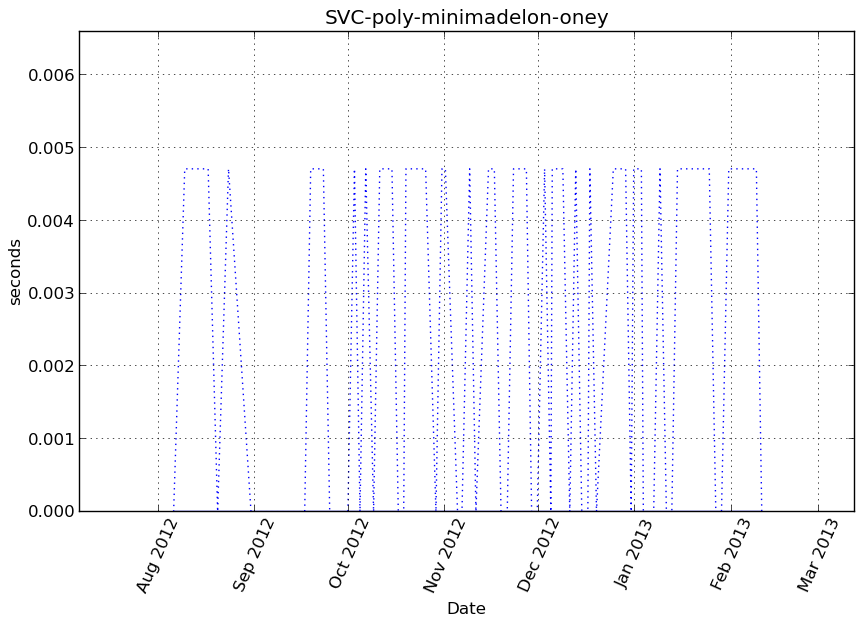 SVC-poly-minimadelon-oney
0.006
0.005
0.004
0.003
0.002
0.001
0.000
seconds
Aug 2012
Sep 2012
Oct 2012
Nov 2012
Dec 2012
Jan 2013
Feb 2013
Mar 2013
Date